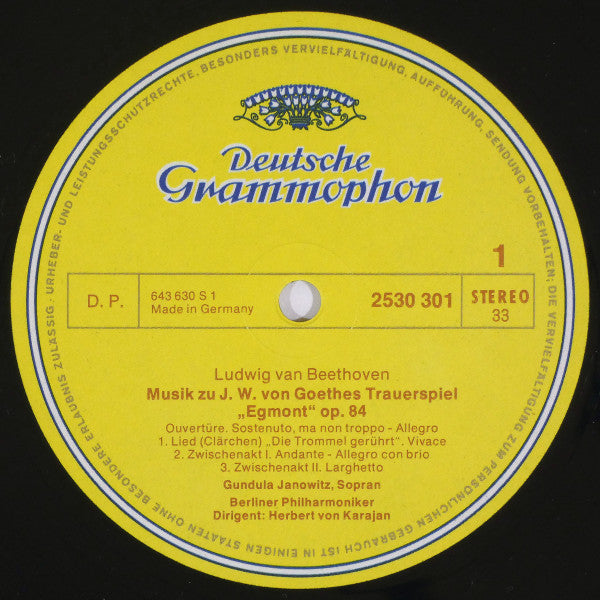 Deutsche
Grammophon
1
D. P.
643 630 S 1
Made in Germany
2530 301
STEREO
33
Ludwig van Beethoven
Musik zu J. W. von Goethes Trauerspiel
„Egmont“ op. 84
Ouvertüre. Sostenuto, ma non troppo - Allegro
1. Lied (Clärchen) „Die Trommel gerührt“. Vivace
2. Zwischenakt I. Andante - Allegro con brio
3. Zwischenakt II. Larghetto
Gundula Janowitz, Sopran
Berliner Philharmoniker
Dirigent: Herbert von Karajan
URHEBER- UND LEISTUNGSSCHUTZRECHTE, BESONDERS VERVIELFÄLTIGUNG, AUFFÜHRUNG, SENDUNG VORBEHALTEN; DIE VERVIELFÄLTIGUNG ZUM PERSÖNLICHEN GEBRAUCH IST IN EINIGEN STAATEN OHNE BESONDERE ERLAUBNIS ZULÄSSIG ·